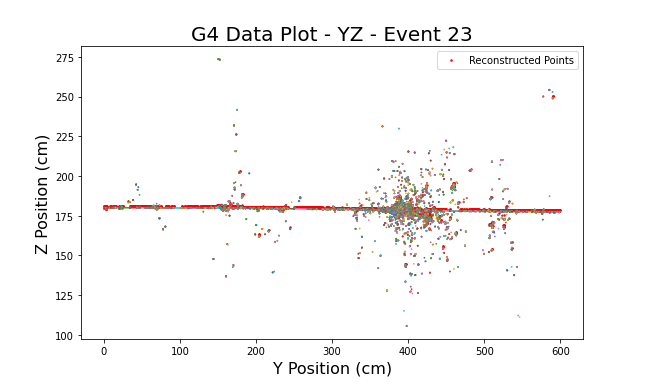 G4 Data Plot - YZ - Event 23
Reconstructed Points
Z Position (cm)
275
250
225
200
175
150
125
100
0 100 200 300 400 500 600
Y Position (cm)